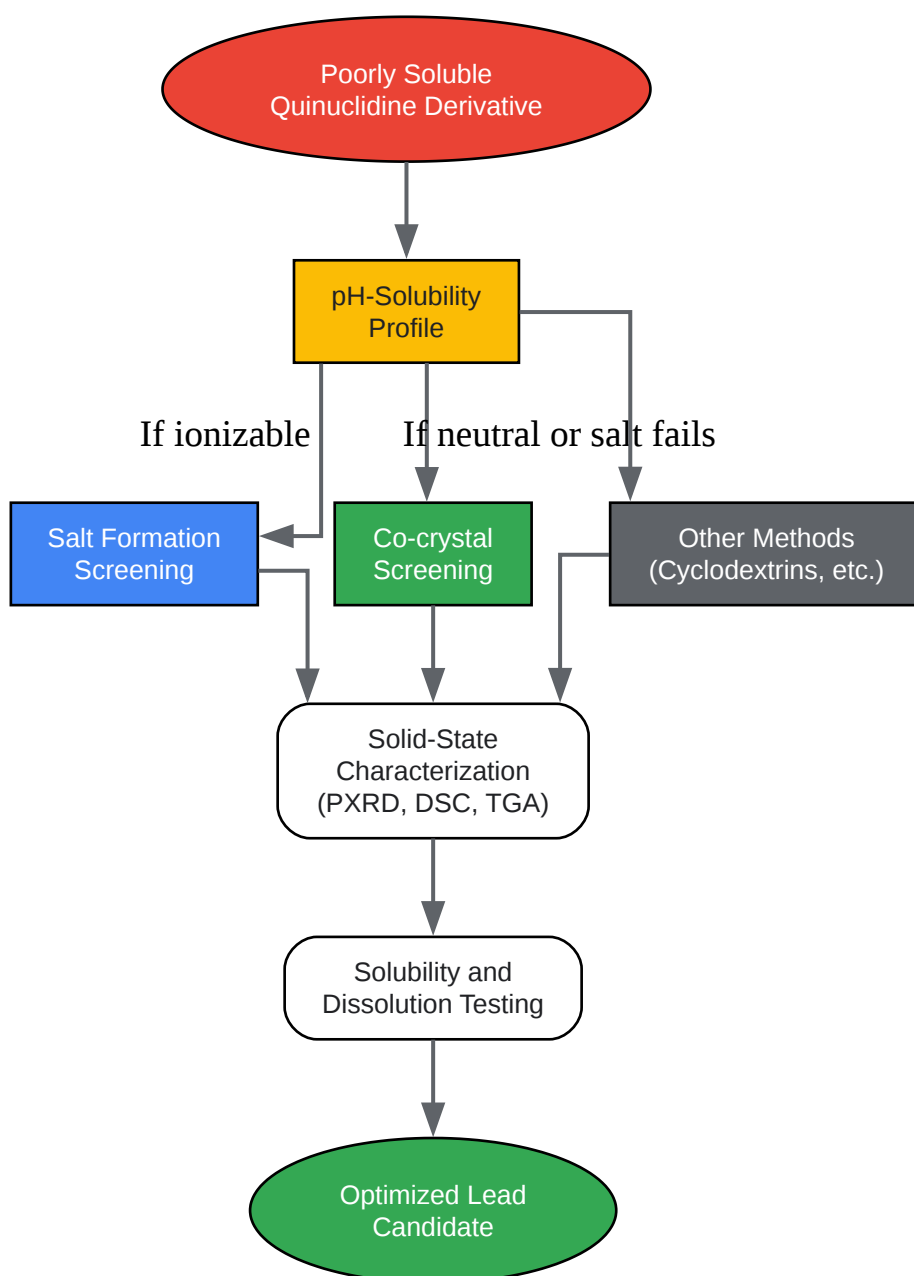 Poorly Soluble
Quinuclidine Derivative
pH-Solubility
Profile
If ionizable
If neutral or salt fails
Salt Formation
Screening
Co-crystal
Screening
Other Methods
(Cyclodextrins, etc.)
Solid-State
Characterization
(PXRD, DSC, TGA)
Solubility and
Dissolution Testing
Optimized Lead
Candidate